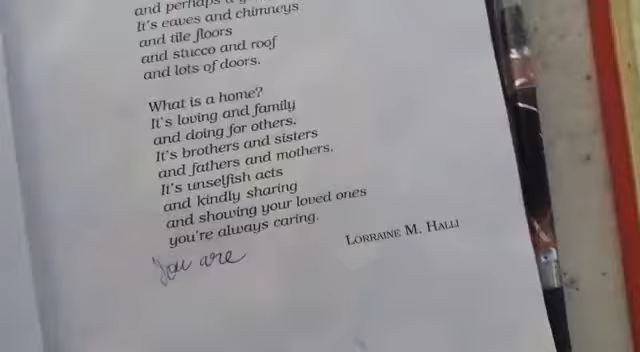 and perhaps a
It's eaves and chimneys
and tile floors
and stucco and roof
and lots of doors.
What is a home?
It's loving and family
and doing for others.
It's brothers and sisters
and fathers and mothers.
It's unselfish acts
and kindly sharing
and showing your loved ones
you're always caring.
Lorraine M. Halli
You are